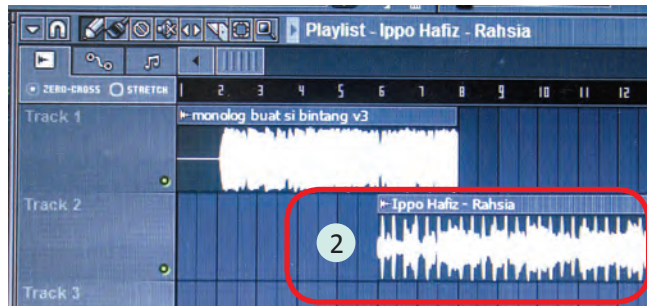 Playlist - Ippo Hafiz - Rahsia
ZERO-CROSS STRETCH 1 2 3 4 5 6 7 8 9 10 11 12
Track 1
monolog buat si bintang v3
Track 2
Ippo Hafiz - Rahsia
2
Track 3